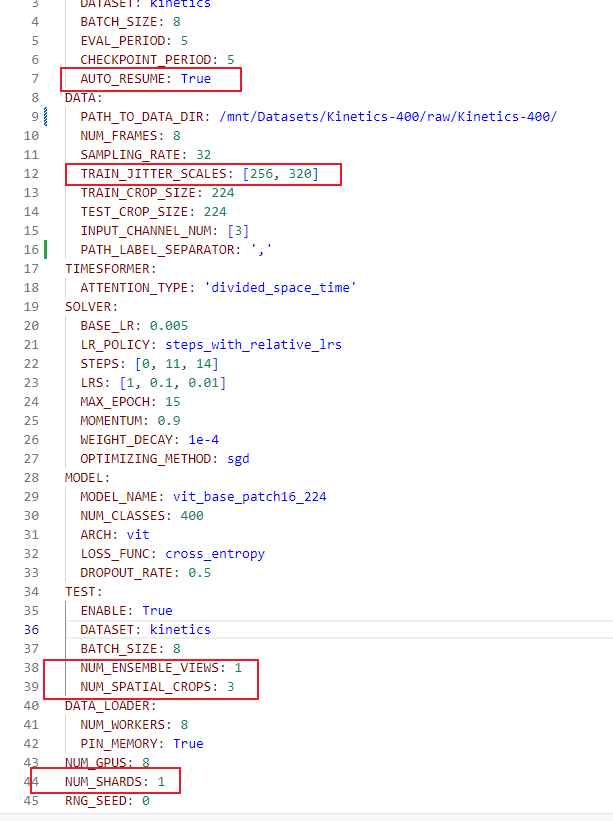 3 DATASET: kinetics
4 BATCH_SIZE: 8
5 EVAL_PERIOD: 5
6 CHECKPOINT_PERIOD: 5
7 AUTO_RESUME: True
8 DATA:
9 PATH_TO_DATA_DIR: /mnt/Datasets/Kinetics-400/raw/Kinetics-400/
10 NUM_FRAMES: 8
11 SAMPLING_RATE: 32
12 TRAIN_JITTER_SCALES: [256, 320]
13 TRAIN_CROP_SIZE: 224
14 TEST_CROP_SIZE: 224
15 INPUT_CHANNEL_NUM: [3]
16 PATH_LABEL_SEPARATOR: ','
17 TIMESFORMER:
18 ATTENTION_TYPE: 'divided_space_time'
19 SOLVER:
20 BASE_LR: 0.005
21 LR_POLICY: steps_with_relative_lrs
22 STEPS: [0, 11, 14]
23 LRS: [1, 0.1, 0.01]
24 MAX_EPOCH: 15
25 MOMENTUM: 0.9
26 WEIGHT_DECAY: 1e-4
27 OPTIMIZING_METHOD: sgd
28 MODEL:
29 MODEL_NAME: vit_base_patch16_224
30 NUM_CLASSES: 400
31 ARCH: vit
32 LOSS_FUNC: cross_entropy
33 DROPOUT_RATE: 0.5
34 TEST:
35 ENABLE: True
36 DATASET: kinetics
37 BATCH_SIZE: 8
38 NUM_ENSEMBLE_VIEWS: 1
39 NUM_SPATIAL_CROPS: 3
40 DATA_LOADER:
41 NUM_WORKERS: 8
42 PIN_MEMORY: True
43 NUM_GPUS: 8
44 NUM_SHARDS: 1
45 RNG_SEED: 0